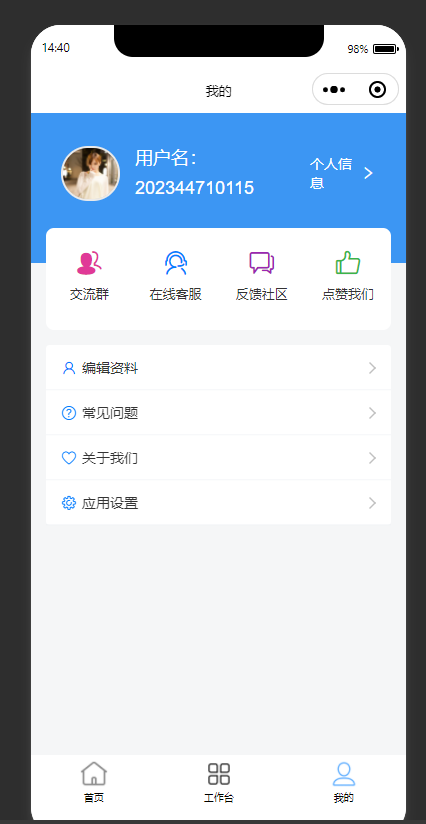 14:40
98%
我的
用户名：
202344710115
个人信
息
交流群
在线客服
反馈社区
点赞我们
编辑资料
常见问题
关于我们
应用设置
首页
工作台
我的